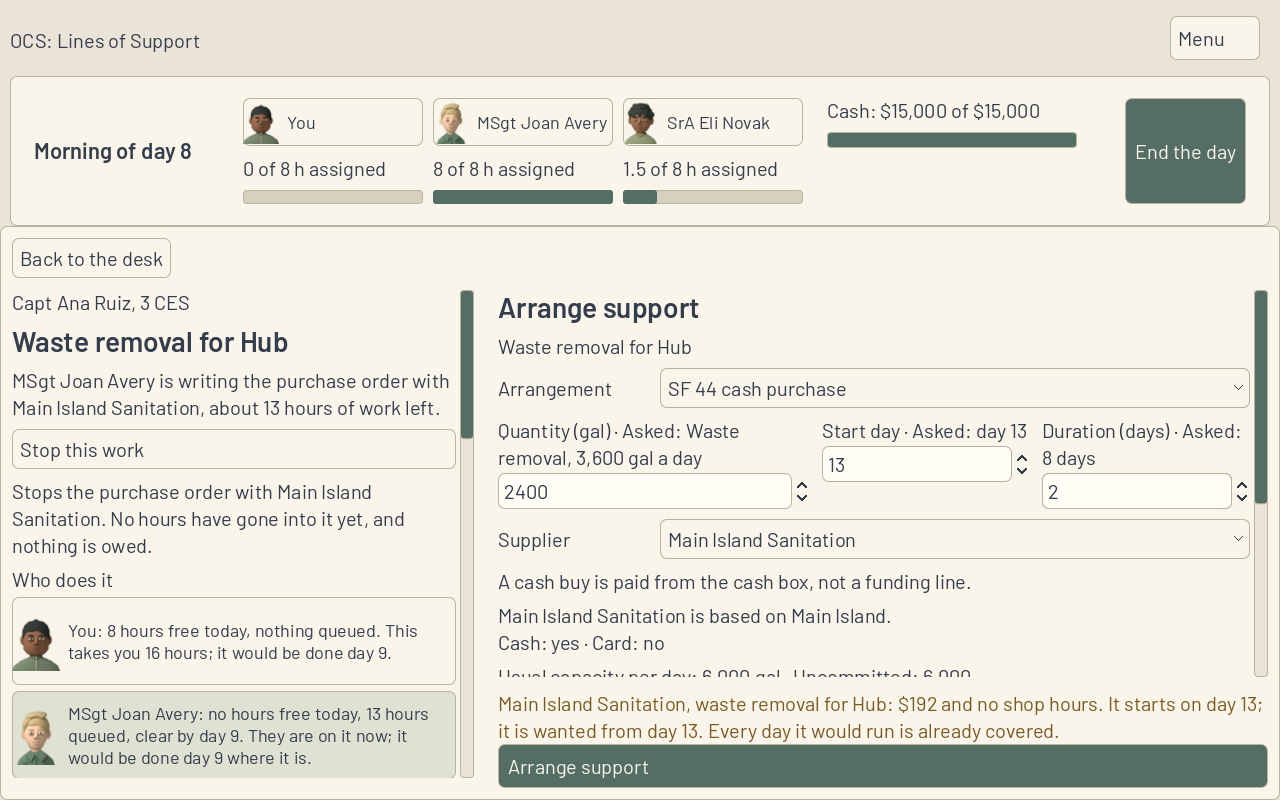 OCS: Lines of Support
Menu
Morning of day 8
You
0 of 8 h assigned
MSgt Joan Avery
8 of 8 h assigned
SrA Eli Novak
1.5 of 8 h assigned
Cash: $15,000 of $15,000
End the day
Back to the desk
Capt Ana Ruiz, 3 CES
Waste removal for Hub
MSgt Joan Avery is writing the purchase order with
Main Island Sanitation, about 13 hours of work left.
Stop this work
Stops the purchase order with Main Island
Sanitation. No hours have gone into it yet, and
nothing is owed.
Who does it
You: 8 hours free today, nothing queued. This
takes you 16 hours; it would be done day 9.
MSgt Joan Avery: no hours free today, 13 hours
queued, clear by day 9. They are on it now; it
would be done day 9 where it is.
Arrange support
Waste removal for Hub
Arrangement
SF 44 cash purchase
Quantity (gal) · Asked: Waste
removal, 3,600 gal a day
2400
Start day · Asked: day 13
13
Duration (days) · Asked:
8 days
2
Supplier
Main Island Sanitation
A cash buy is paid from the cash box, not a funding line.
Main Island Sanitation is based on Main Island.
Cash: yes · Card: no
Usual capacity per day: 6,000 gal. Uncommitted: 6,000
Main Island Sanitation, waste removal for Hub: $192 and no shop hours. It starts on day 13;
it is wanted from day 13. Every day it would run is already covered.
Arrange support